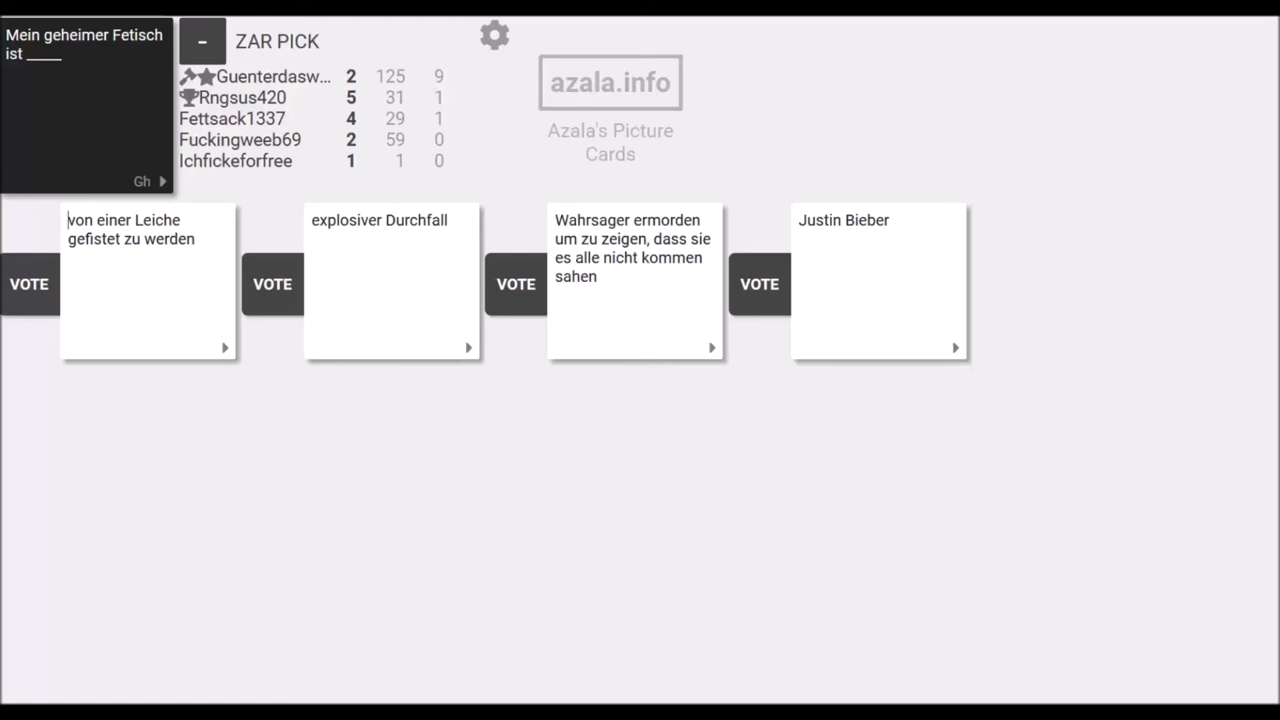 Mein geheimer Fetisch
ist ____
Gh
-
ZAR PICK
Guenterdasw... 2 125 9
Rngsus420 5 31 1
Fettsack1337 4 29 1
Fuckingweeb69 2 59 0
Ichfickeforfree 1 1 0
azala.info
Azala's Picture
Cards
VOTE
von einer Leiche
gefistet zu werden
VOTE
explosiver Durchfall
VOTE
Wahrsager ermorden
um zu zeigen, dass sie
es alle nicht kommen
sahen
VOTE
Justin Bieber